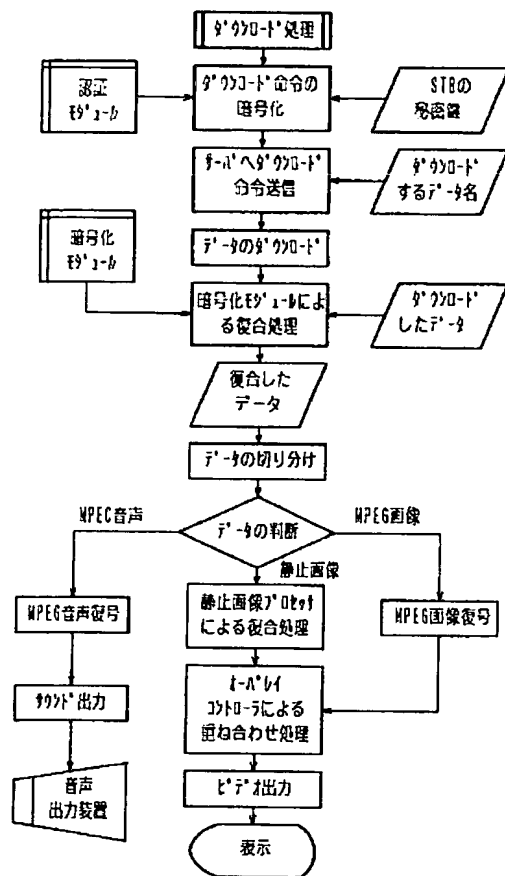 ﾀﾞｳﾝﾛｰﾄﾞ処理
認証
ﾓｼﾞｭｰﾙ
ﾀﾞｳﾝﾛｰﾄﾞ命令の
暗号化
STBの
秘密鍵
ｻｰﾊﾞへﾀﾞｳﾝﾛｰﾄﾞ
命令送信
ﾀﾞｳﾝﾛｰﾄﾞ
するﾃﾞｰﾀ名
暗号化
ﾓｼﾞｭｰﾙ
ﾃﾞｰﾀのﾀﾞｳﾝﾛｰﾄﾞ
暗号化ﾓｼﾞｭｰﾙによ
る復合処理
ﾀﾞｳﾝﾛｰﾄﾞ
したﾃﾞｰﾀ
復合した
ﾃﾞｰﾀ
ﾃﾞｰﾀの切り分け
MPEC音声
ﾃﾞｰﾀの判断
MPEG画像
静止画像
MPEG音声復号
静止画像ﾌﾟﾛｾｯｻ
による復合処理
MPEG画像復号
ｻｳﾝﾄﾞ出力
ｵｰﾊﾞﾚｲ
ｺﾝﾄﾛｰﾗによる
重ね合わせ処理
音声
出力装置
ﾋﾞﾃﾞｵ出力
表示